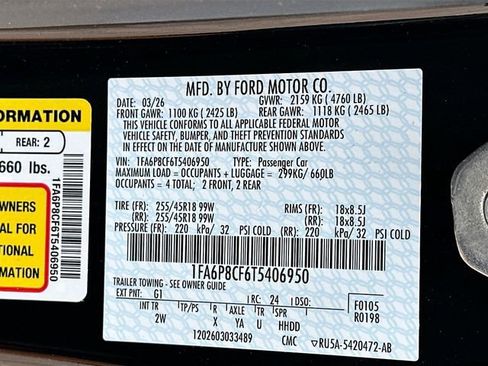 MFD. BY FORD MOTOR CO.
DATE: 03/26 GVWR: 2159 KG ( 4760 LB)
FRONT GAWR: 1100 KG ( 2425 LB) REAR GAWR: 1118 KG ( 2465 LB)
THIS VEHICLE CONFORMS TO ALL APPLICABLE FEDERAL MOTOR
VEHICLE SAFETY, BUMPER, AND THEFT PREVENTION STANDARDS
IN EFFECT ON THE DATE OF MANUFACTURE SHOWN ABOVE.
VIN: 1FA6P8CF6T5406950 TYPE: Passenger Car
MAXIMUM LOAD = OCCUPANTS + LUGGAGE = 299KG/ 660LB
OCCUPANTS = 4 TOTAL; 2 FRONT, 2 REAR
TIRE (FR): 255/45R18 99W RIMS (FR): 18x8.5J
TIRE (RR): 255/45R18 99W RIMS (RR): 18x8.5J
PRESSURE (FR): 220 kPa/ 32 PSI COLD (RR): 220 kPa/ 32 PSI COLD
1FA6P8CF6T5406950
TRAILER TOWING - SEE OWNER GUIDE
EXT PNT: G1 RC: 24 DSO: F0105
INT TR TP/PS R AXLE TR SPR R0198
2W X YA U HHDD
1202603033489 CMC RU5A-5420472-AB
FORMATION
REAR: 2
660 lbs.
OWNERS
FOR
TIONAL
RMATION
1FA6P8CF6T5406950